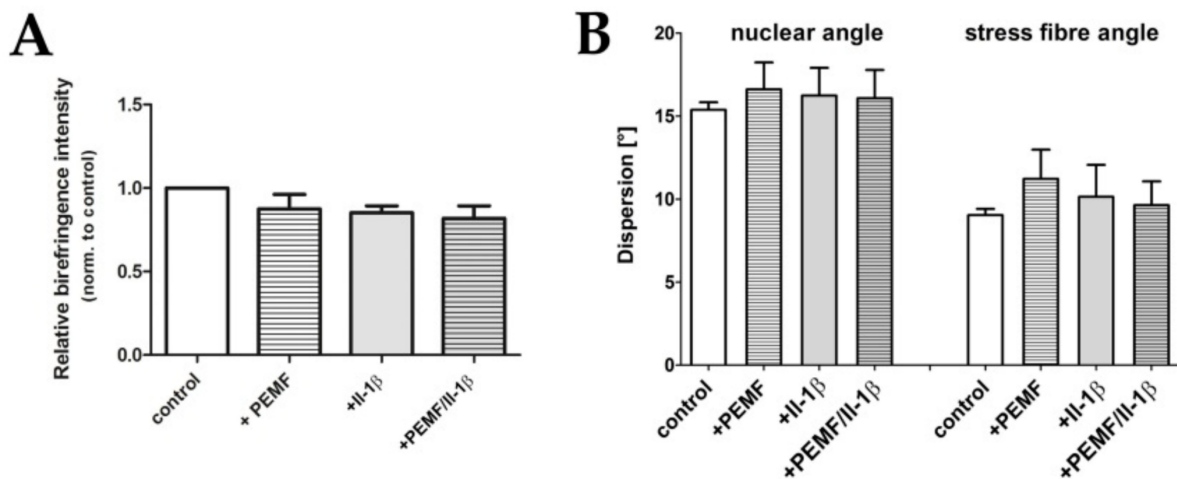 A
Relative birefringence intensity
(norm. to control)
1.5
1.0
0.5
0.0
control
+ PEMF
+Il-1β
+PEMF/Il-1β
B
nuclear angle
stress fibre angle
Dispersion [°]
20
15
10
5
0
control
+PEMF
+Il-1β
+PEMF/Il-1β
control
+PEMF
+Il-1β
+PEMF/Il-1β